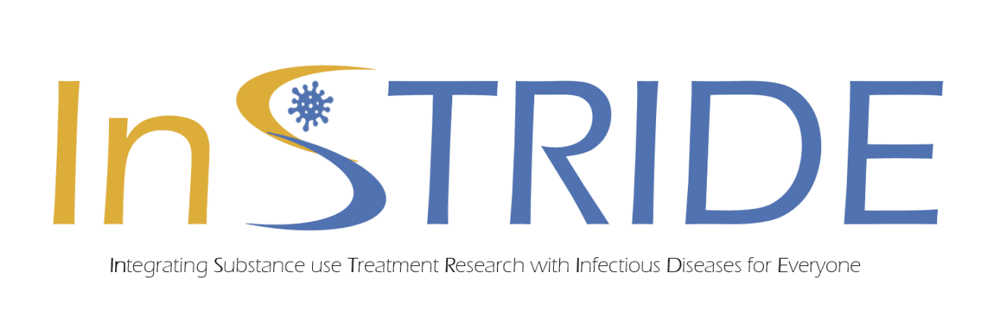 InSTRIDE
Integrating Substance use Treatment Research with Infectious Diseases for Everyone